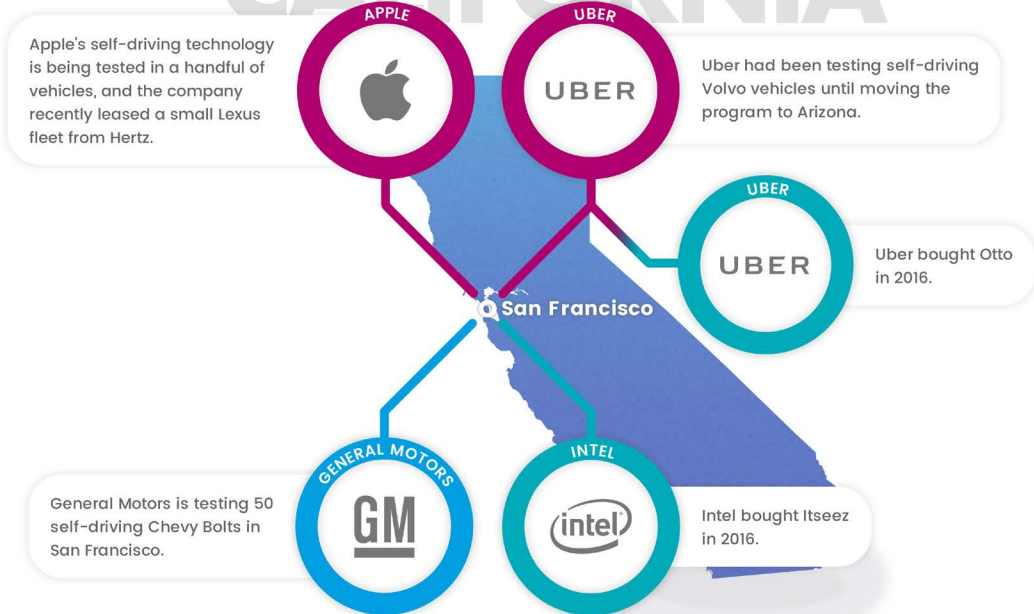 CALIFORNIA
APPLE
Apple's self-driving technology
is being tested in a handful of
vehicles, and the company
recently leased a small Lexus
fleet from Hertz.
UBER
UBER
Uber had been testing self-driving
Volvo vehicles until moving the
program to Arizona.
UBER
UBER
Uber bought Otto
in 2016.
San Francisco
GENERAL MOTORS
GM
General Motors is testing 50
self-driving Chevy Bolts in
San Francisco.
INTEL
intel
Intel bought Itseez
in 2016.